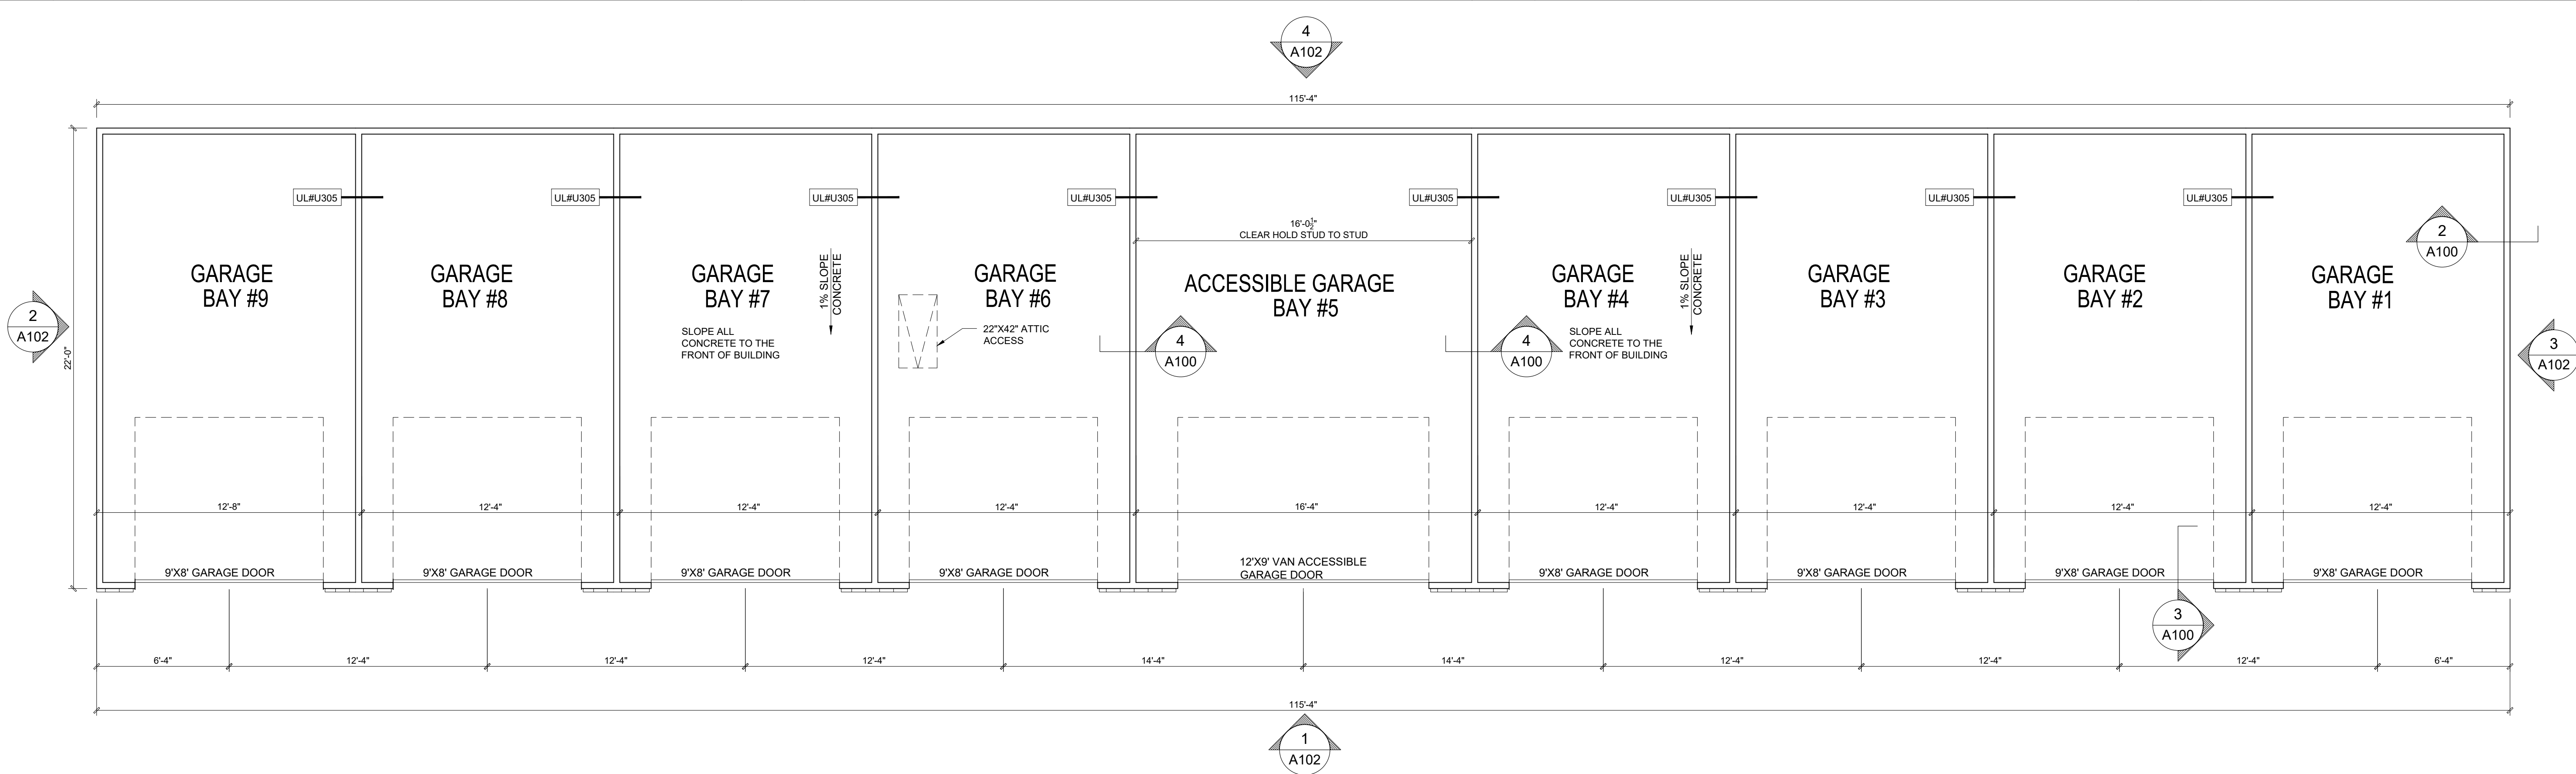 4
A102
115'-4"
UL#U305
UL#U305
UL#U305
UL#U305
UL#U305
UL#U305
UL#U305
UL#U305
16'-0 1/2"
CLEAR HOLD STUD TO STUD
2
A100
GARAGE
BAY #9
GARAGE
BAY #8
GARAGE
BAY #7
1% SLOPE
CONCRETE
GARAGE
BAY #6
ACCESSIBLE GARAGE
BAY #5
GARAGE
BAY #4
1% SLOPE
CONCRETE
GARAGE
BAY #3
GARAGE
BAY #2
GARAGE
BAY #1
2
A102
22'-0"
SLOPE ALL
CONCRETE TO THE
FRONT OF BUILDING
22"X42" ATTIC
ACCESS
4
A100
4
A100
SLOPE ALL
CONCRETE TO THE
FRONT OF BUILDING
3
A102
12'-8"
12'-4"
12'-4"
12'-4"
16'-4"
12'-4"
12'-4"
12'-4"
12'-4"
9'X8' GARAGE DOOR
9'X8' GARAGE DOOR
9'X8' GARAGE DOOR
9'X8' GARAGE DOOR
12'X9' VAN ACCESSIBLE
GARAGE DOOR
9'X8' GARAGE DOOR
9'X8' GARAGE DOOR
9'X8' GARAGE DOOR
9'X8' GARAGE DOOR
3
A100
6'-4"
12'-4"
12'-4"
12'-4"
14'-4"
14'-4"
12'-4"
12'-4"
12'-4"
6'-4"
115'-4"
1
A102